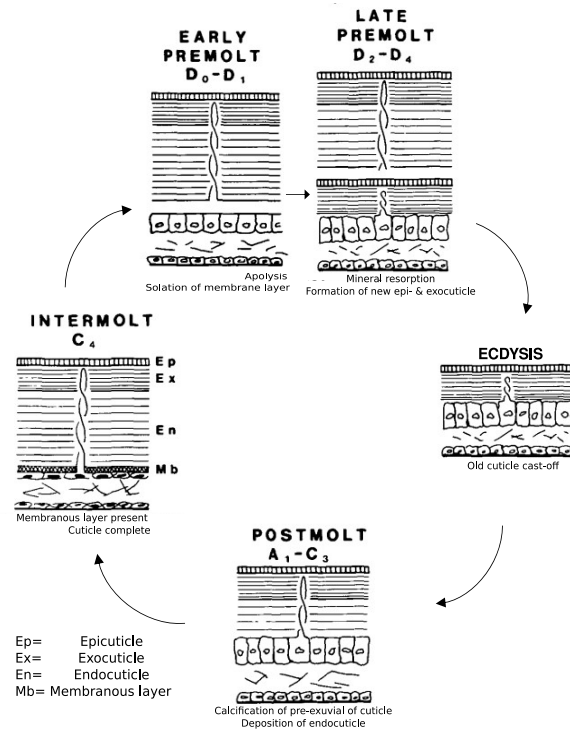 EARLY
PREMOLT
D₀-D₁
LATE
PREMOLT
D₂-D₄
Apolysis
Solation of membrane layer
Mineral resorption
Formation of new epi- & exocuticle
INTERMOLT
C₄
Ep
Ex
En
Mb
Membranous layer present
Cuticle complete
ECDYSIS
Old cuticle cast-off
POSTMOLT
A₁-C₃
Calcification of pre-exuvial of cuticle
Deposition of endocuticle
Ep= Epicuticle
Ex= Exocuticle
En= Endocuticle
Mb= Membranous layer